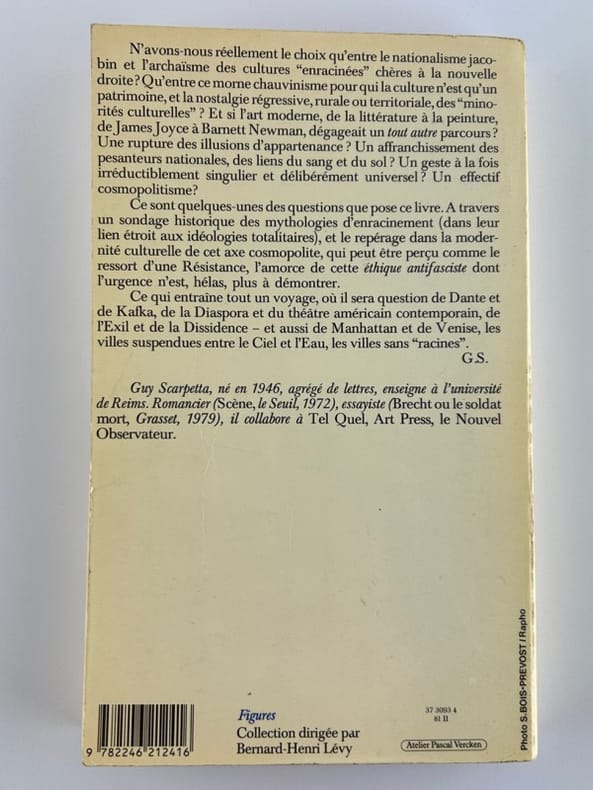 N'avons-nous réellement le choix qu'entre le nationalisme jaco-
bin et l'archaïsme des cultures "enracinées" chères à la nouvelle
droite ? Qu'entre ce morne chauvinisme pour qui la culture n'est qu'un
patrimoine, et la nostalgie régressive, rurale ou territoriale, des "mino-
rités culturelles" ? Et si l'art moderne, de la littérature à la peinture,
de James Joyce à Barnett Newman, dégageait un tout autre parcours ?
Une rupture des illusions d'appartenance ? Un affranchissement des
pesanteurs nationales, des liens du sang et du sol ? Un geste à la fois
irréductiblement singulier et délibérément universel ? Un effectif
cosmopolitisme?
Ce sont quelques-unes des questions que pose ce livre. A travers
un sondage historique des mythologies d'enracinement (dans leur
lien étroit aux idéologies totalitaires), et le repérage dans la moder-
nité culturelle de cet axe cosmopolite, qui peut être perçu comme le
ressort d'une Résistance, l'amorce de cette éthique antifasciste dont
l'urgence n'est, hélas, plus à démontrer.
Ce qui entraîne tout un voyage, où il sera question de Dante et
de Kafka, de la Diaspora et du théâtre américain contemporain, de
l'Exil et de la Dissidence – et aussi de Manhattan et de Venise, les
villes suspendues entre le Ciel et l'Eau, les villes sans "racines".
G.S.
Guy Scarpetta, né en 1946, agrégé de lettres, enseigne à l'université
de Reims. Romancier (Scène, le Seuil, 1972), essayiste (Brecht ou le soldat
mort, Grasset, 1979), il collabore à Tel Quel, Art Press, le Nouvel
Observateur.
Photo S. BOIS-PREVOST / Rapho
9 782246 212416
Figures
Collection dirigée par
Bernard-Henri Lévy
37 3093 4
81 II
Atelier Pascal Vercken